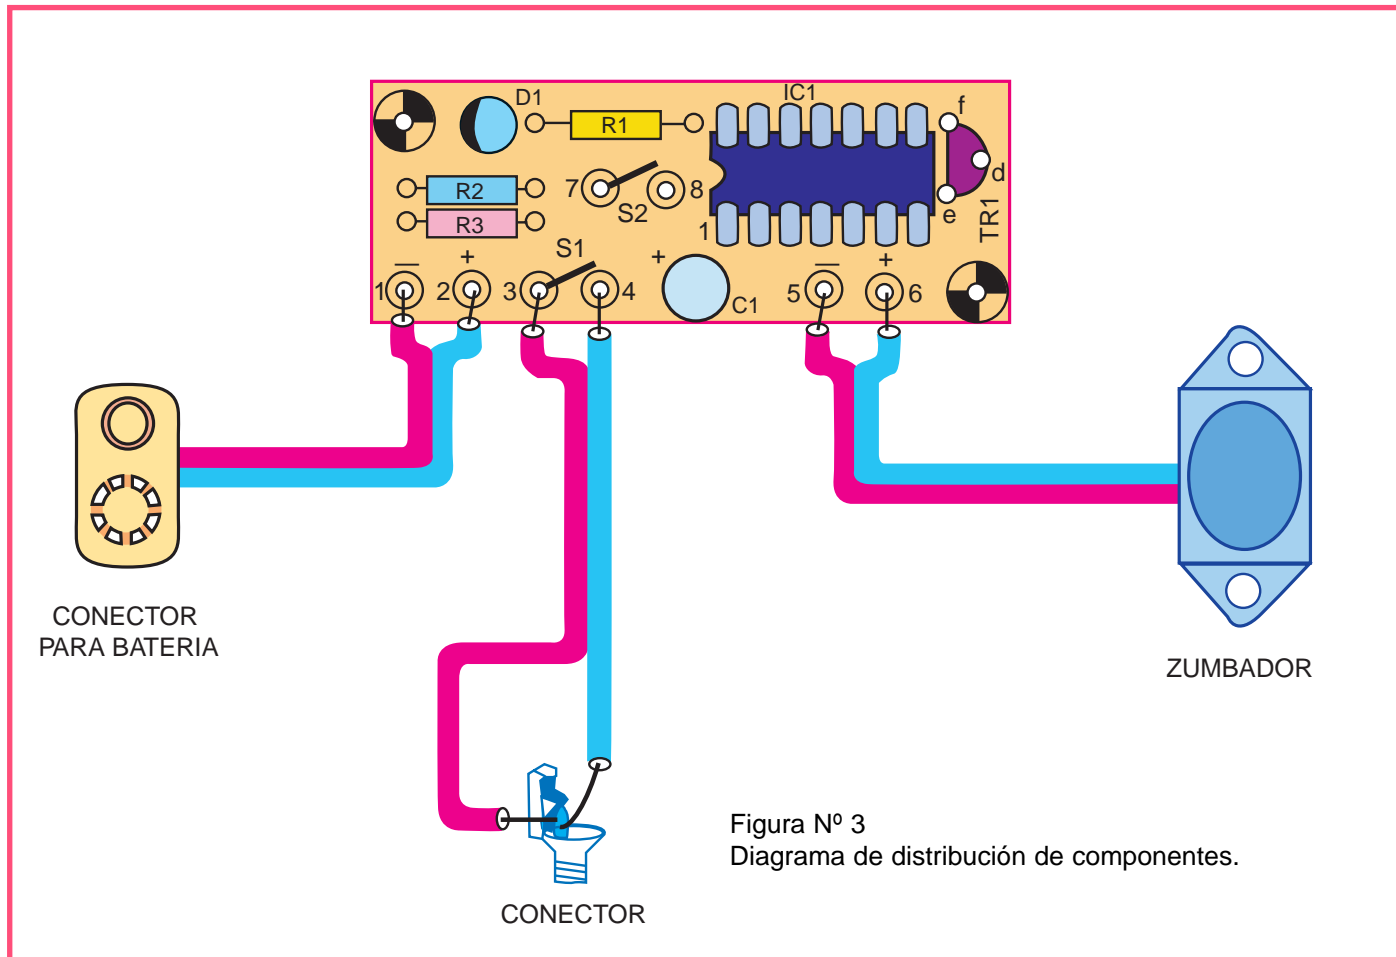 D1
IC1
f
R1
d
R2
7
8
e
R3
S2
1
TR1
S1
—
+
+
—
+
1
2
3
4
C1
5
6
CONECTOR
PARA BATERIA
ZUMBADOR
Figura Nº 3
Diagrama de distribución de componentes.
CONECTOR